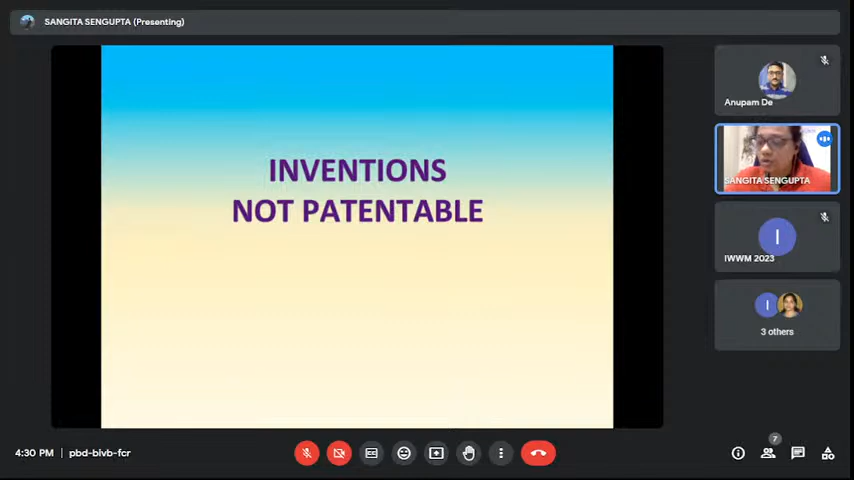 SANGITA SENGUPTA (Presenting)
INVENTIONS
NOT PATENTABLE
Anupam De
SANGITA SENGUPTA
I
IWWM 2023
I
3 others
4:30 PM | pbd-bivb-fcr
7